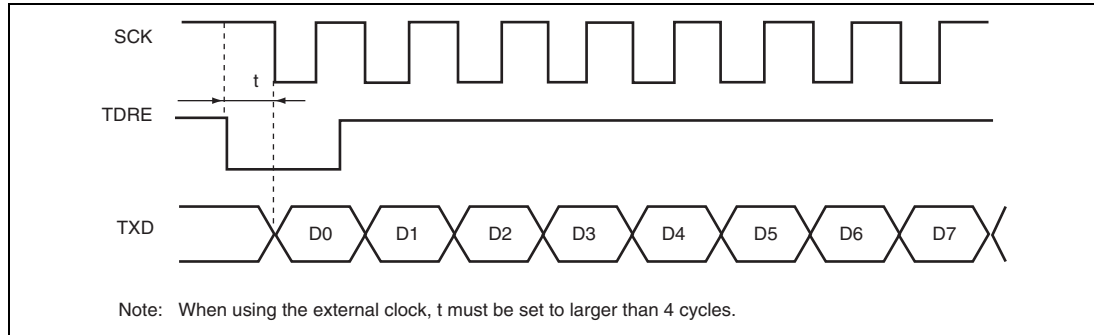 SCK
t
TDRE
TXD D0 D1 D2 D3 D4 D5 D6 D7
Note: When using the external clock, t must be set to larger than 4 cycles.